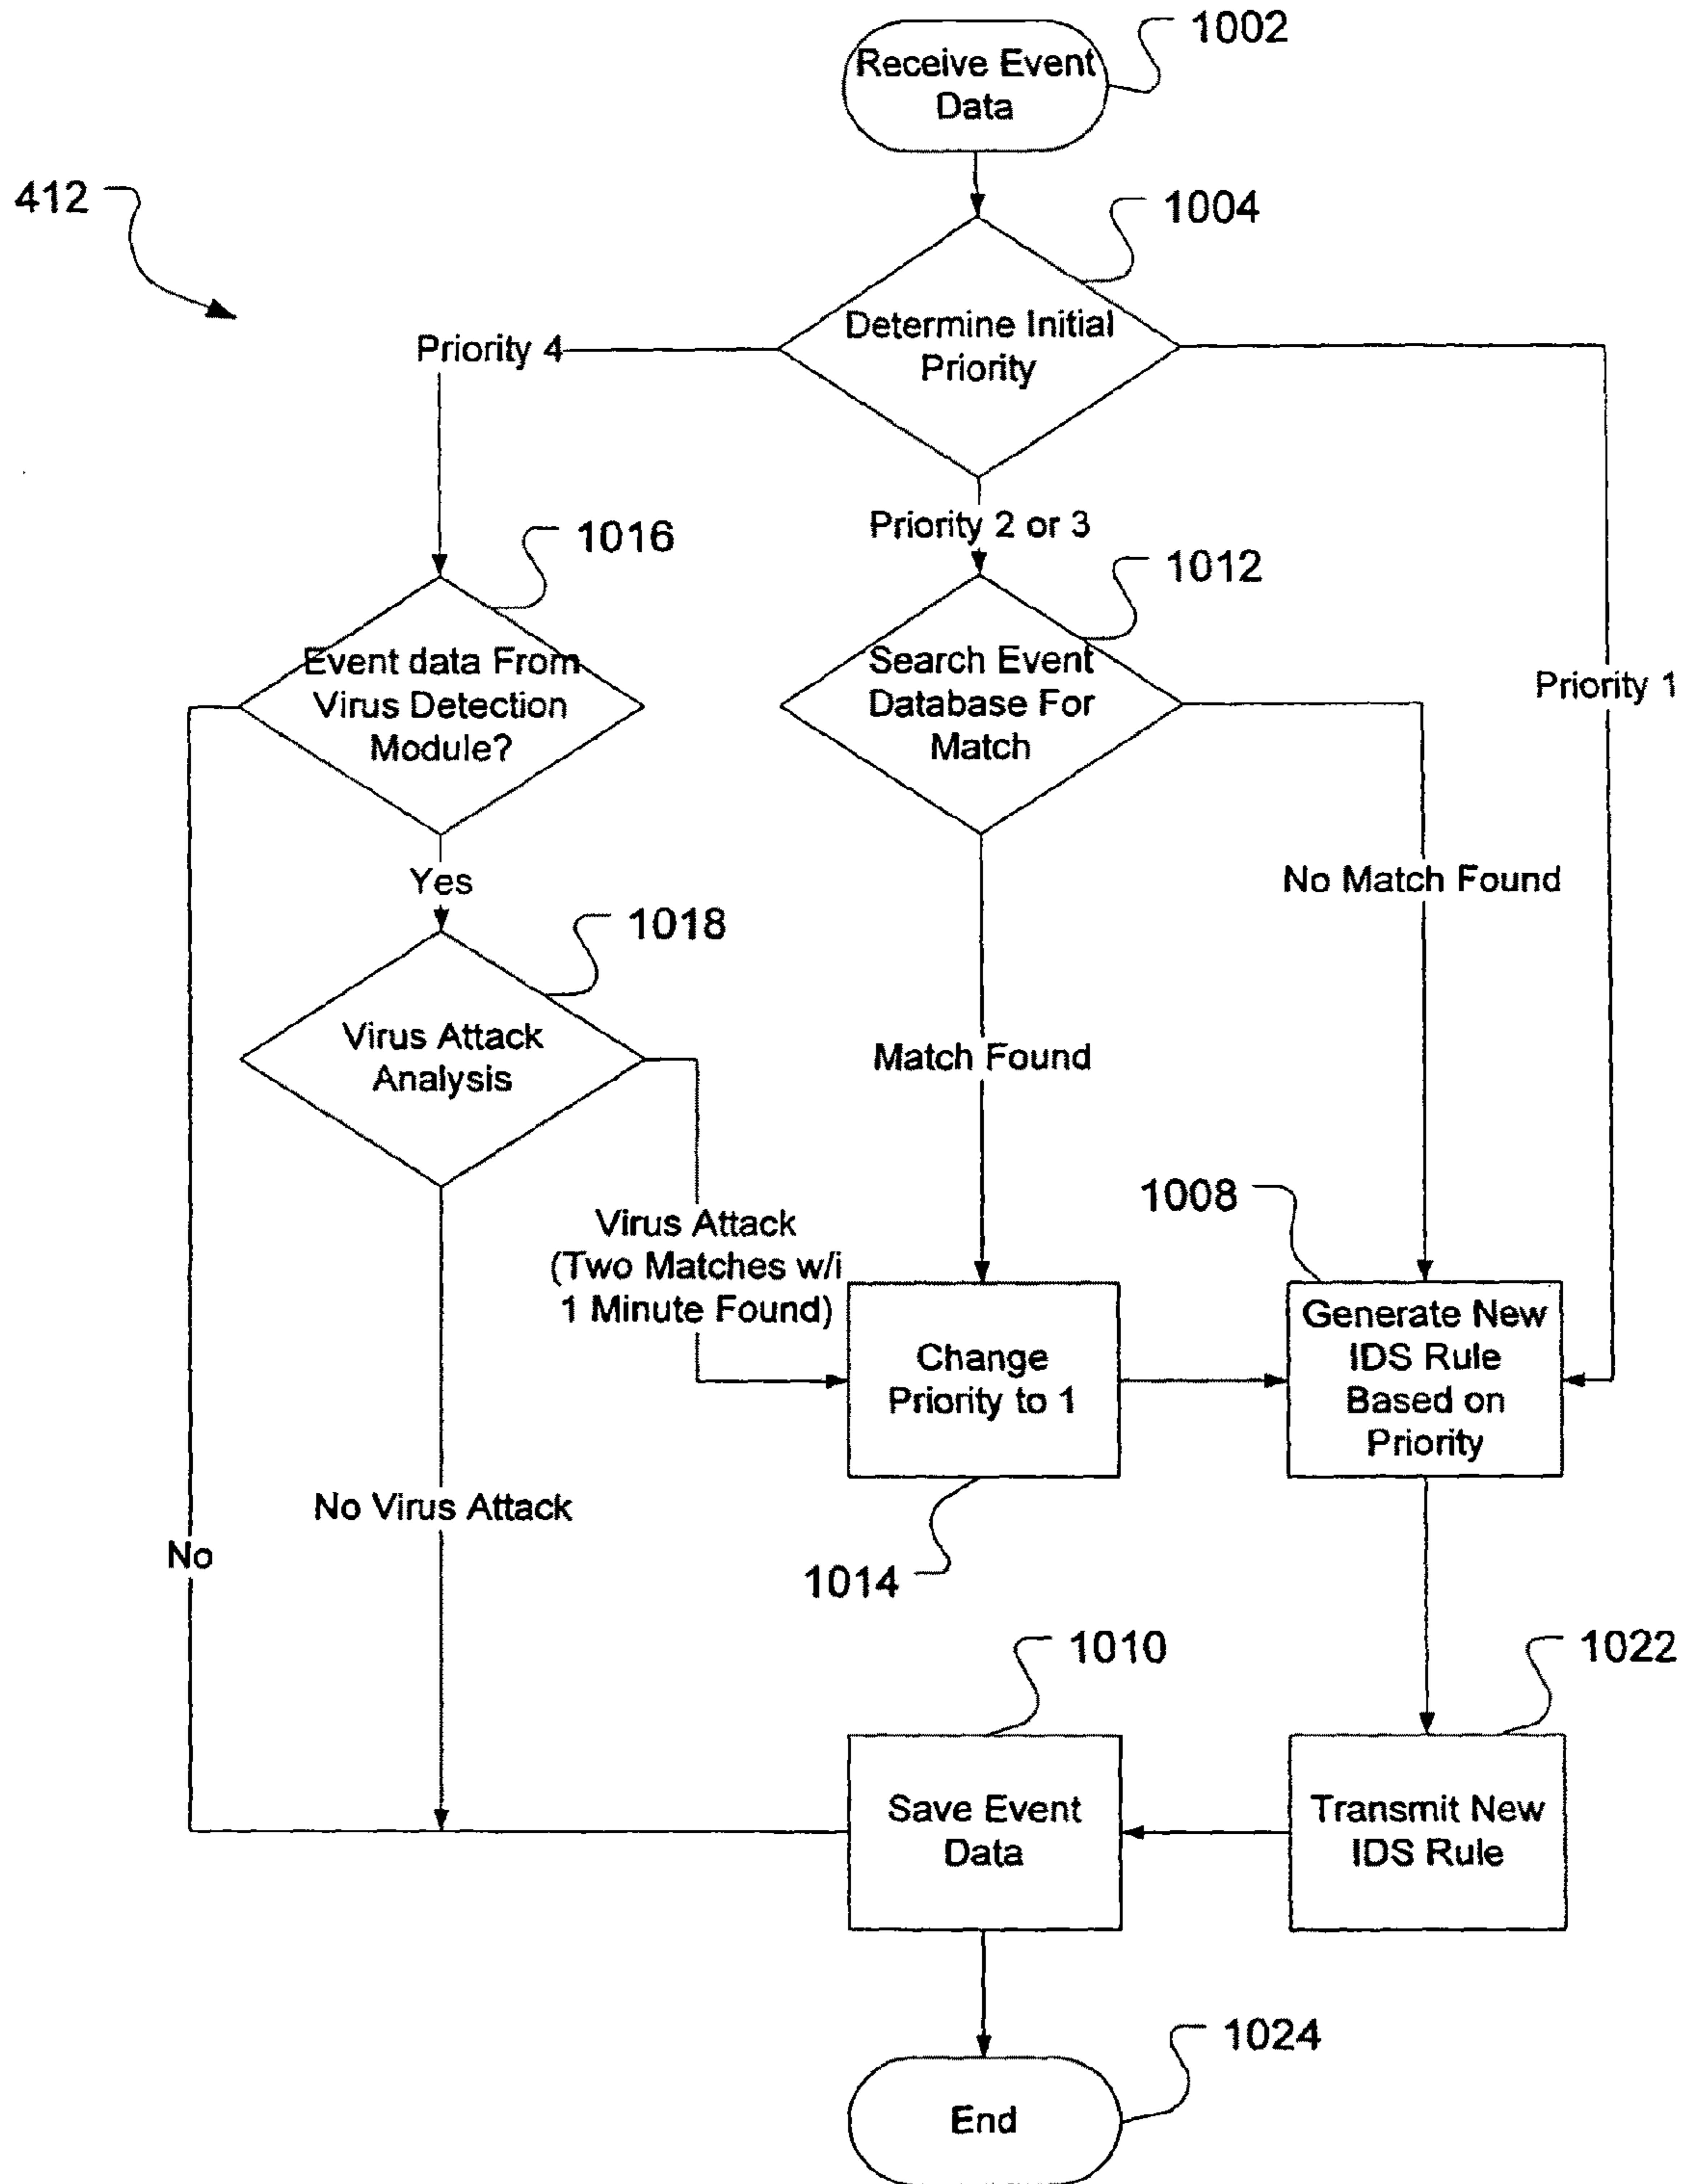 1002
Receive Event
Data
412
1004
Determine Initial
Priority
Priority 4
Priority 2 or 3
Priority 1
1016
1012
Event data From
Virus Detection
Module?
Search Event
Database For
Match
Yes
No Match Found
1018
Virus Attack
Analysis
Match Found
Virus Attack
(Two Matches w/i
1 Minute Found)
1008
Change
Priority to 1
Generate New
IDS Rule
Based on
Priority
No Virus Attack
No
1014
1010
1022
Save Event
Data
Transmit New
IDS Rule
1024
End